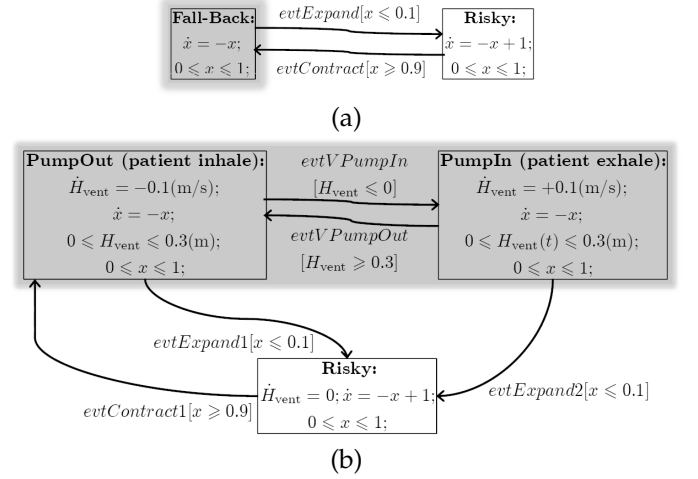 evtExpand[x ⩽ 0.1]
Fall-Back:
ẋ = −x;
0 ⩽ x ⩽ 1;
Risky:
ẋ = −x + 1;
0 ⩽ x ⩽ 1;
evtContract[x ⩾ 0.9]
(a)
PumpOut (patient inhale):
Ḣvent = −0.1(m/s);
ẋ = −x;
0 ⩽ Hvent ⩽ 0.3(m);
0 ⩽ x ⩽ 1;
evtVPumpIn
[Hvent ⩽ 0]
evtVPumpOut
[Hvent ⩾ 0.3]
PumpIn (patient exhale):
Ḣvent = +0.1(m/s);
ẋ = −x;
0 ⩽ Hvent(t) ⩽ 0.3(m);
0 ⩽ x ⩽ 1;
evtExpand1[x ⩽ 0.1]
Risky:
Ḣvent = 0; ẋ = −x + 1;
0 ⩽ x ⩽ 1;
evtExpand2[x ⩽ 0.1]
evtContract1[x ⩾ 0.9]
(b)